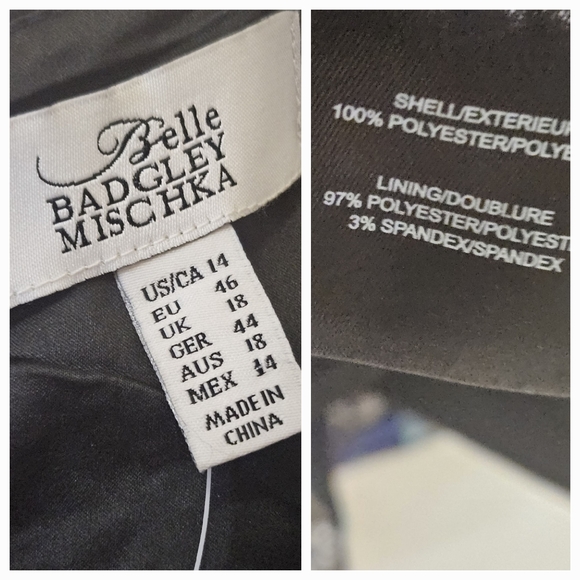 Belle
BADGLEY
MISCHKA
US/CA 14
EU 46
UK 18
GER 44
AUS 18
MEX 14
MADE IN
CHINA
SHELL/EXTERIEUR
100% POLYESTER/POLYE
LINING/DOUBLURE
97% POLYESTER/POLYEST
3% SPANDEX/SPANDEX